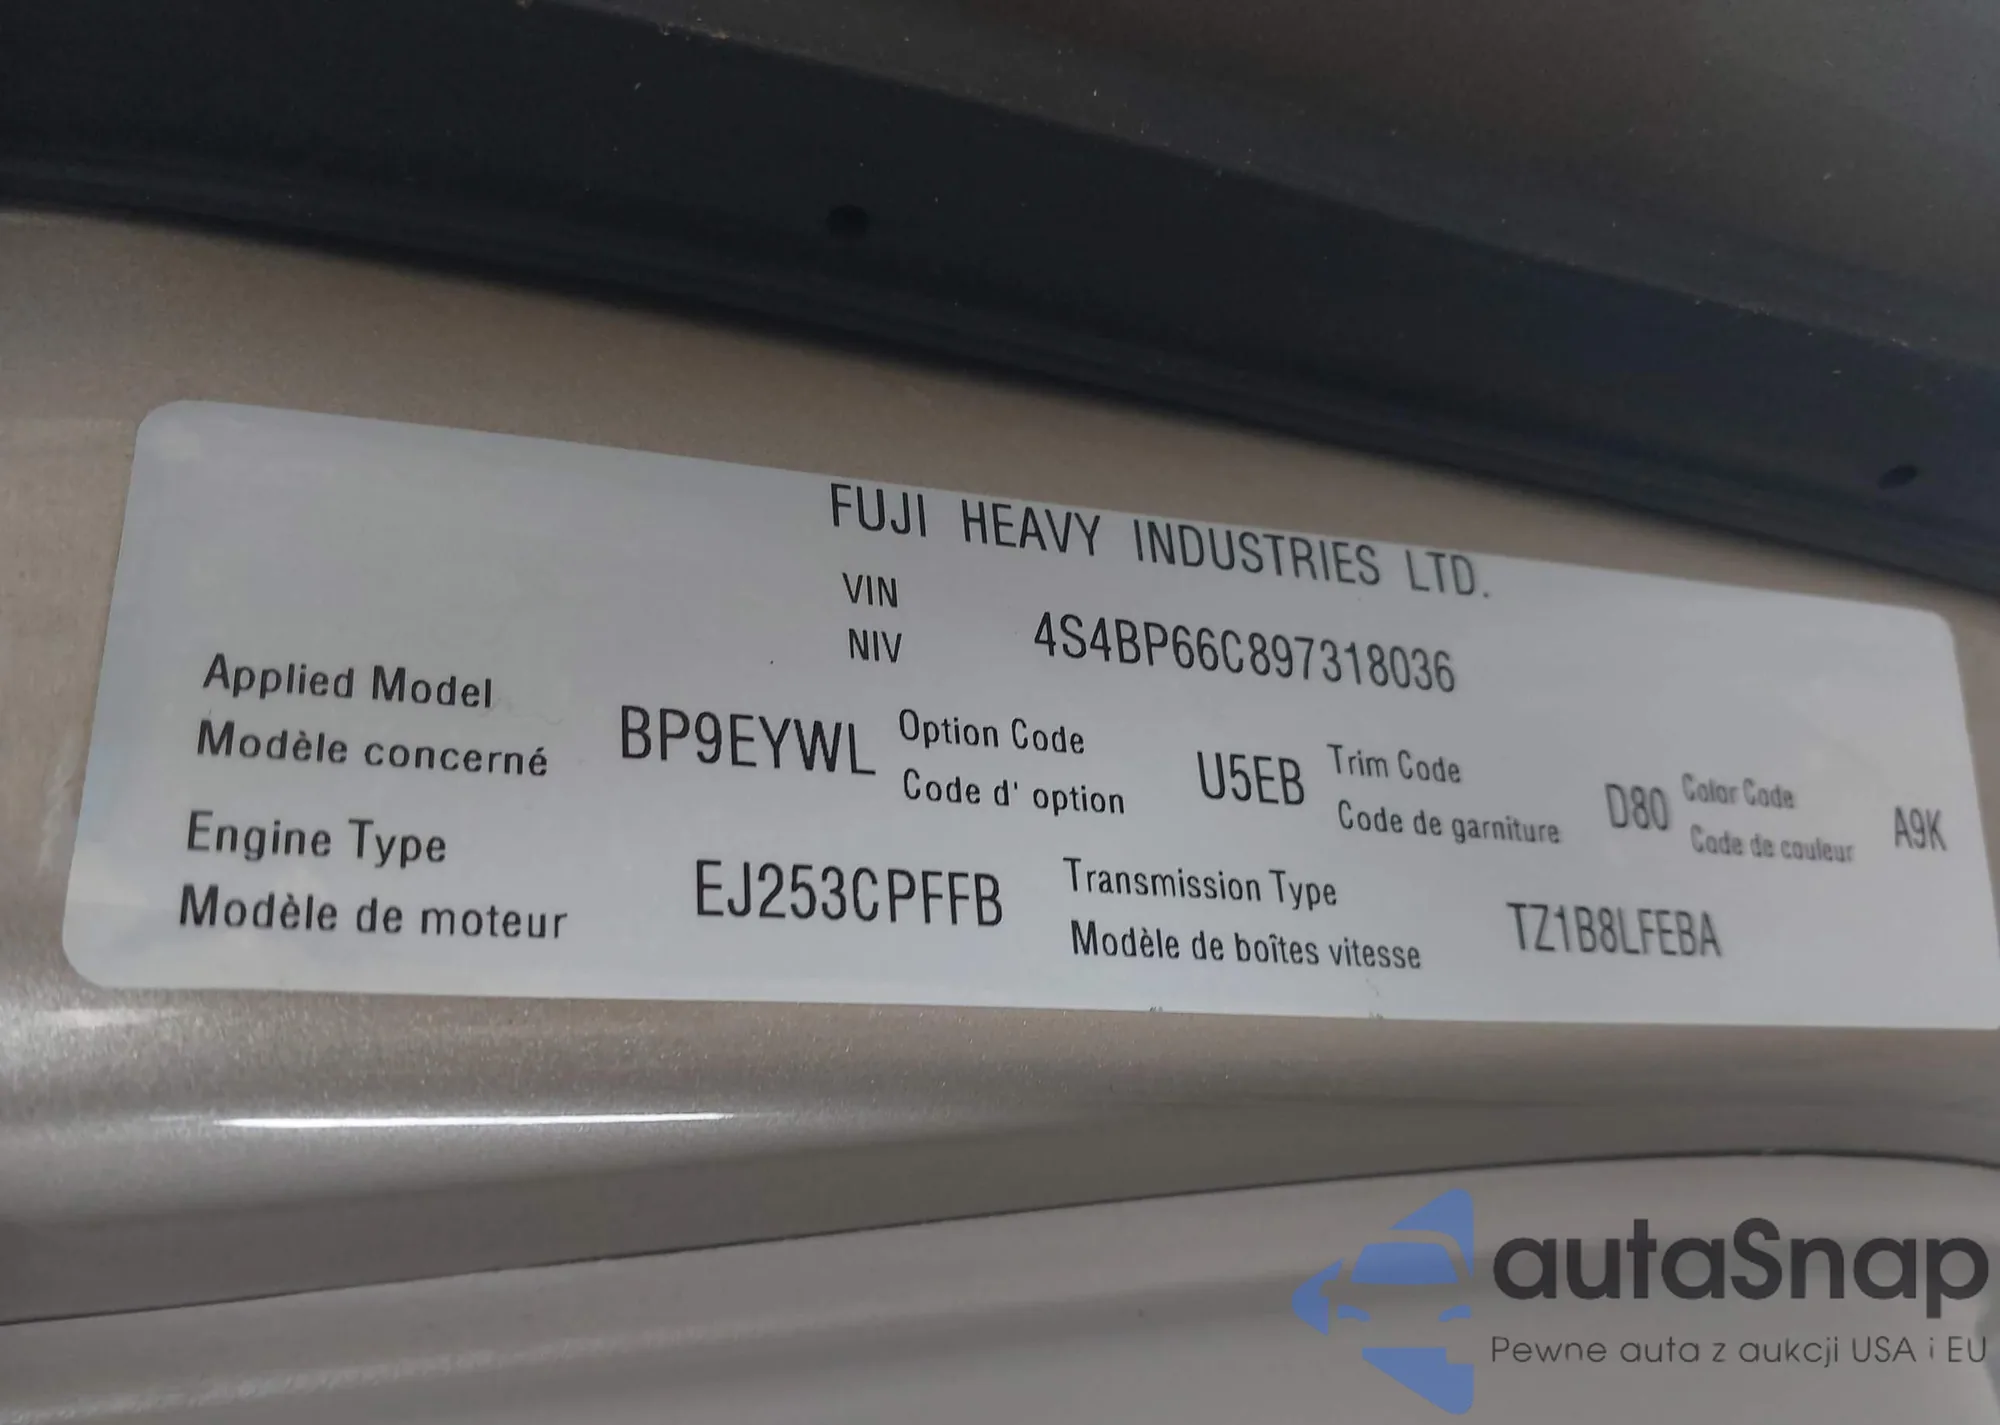 FUJI HEAVY INDUSTRIES LTD.
VIN
NIV
4S4BP66C897318036
Applied Model
Modèle concerné
BP9EYWL
Option Code
Code d' option
U5EB
Trim Code
Code de garniture
D80
Color Code
Code de couleur
A9K
Engine Type
Modèle de moteur
EJ253CPFFB
Transmission Type
Modèle de boîtes vitesse
TZ1B8LFEBA
autaSnap
Pewne auta z aukcji USA i EU